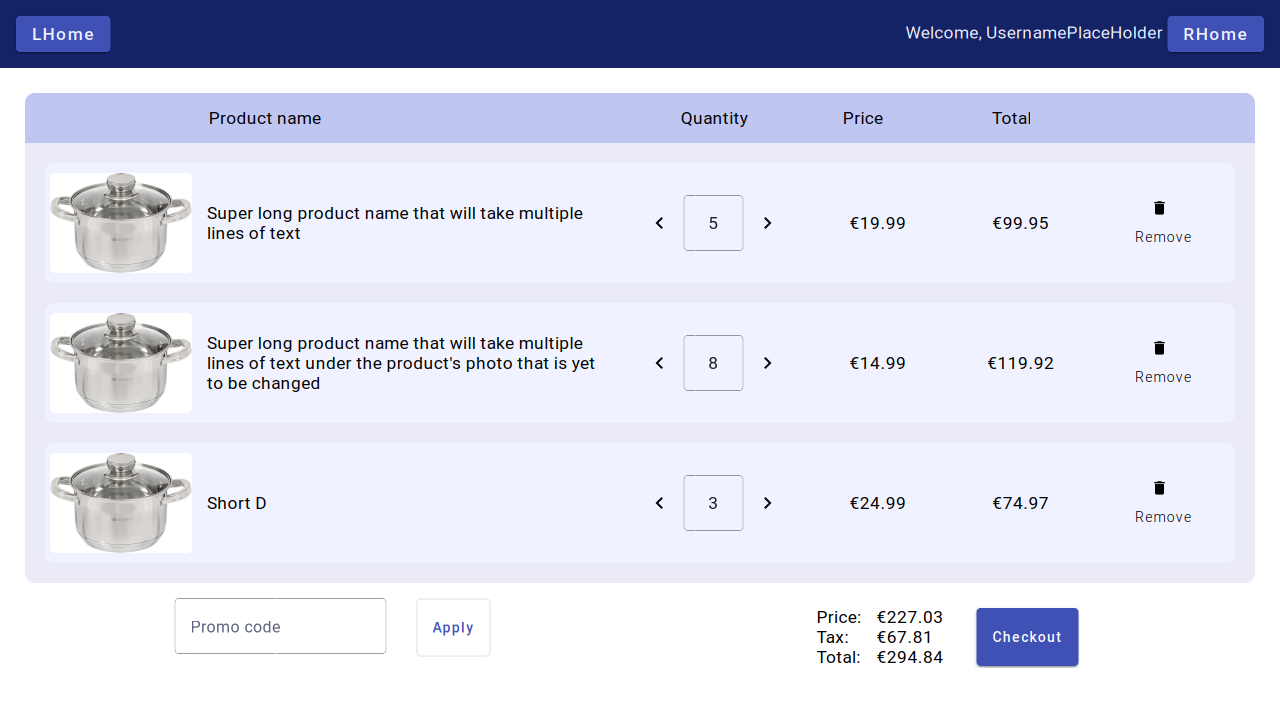 LHome
Welcome, UsernamePlaceHolder
RHome
Product name
Quantity
Price
Total
Super long product name that will take multiple
lines of text
5
€19.99
€99.95
Remove
Super long product name that will take multiple
lines of text under the product's photo that is yet
to be changed
8
€14.99
€119.92
Remove
Short D
3
€24.99
€74.97
Remove
Promo code
Apply
Price: €227.03
Tax: €67.81
Total: €294.84
Checkout